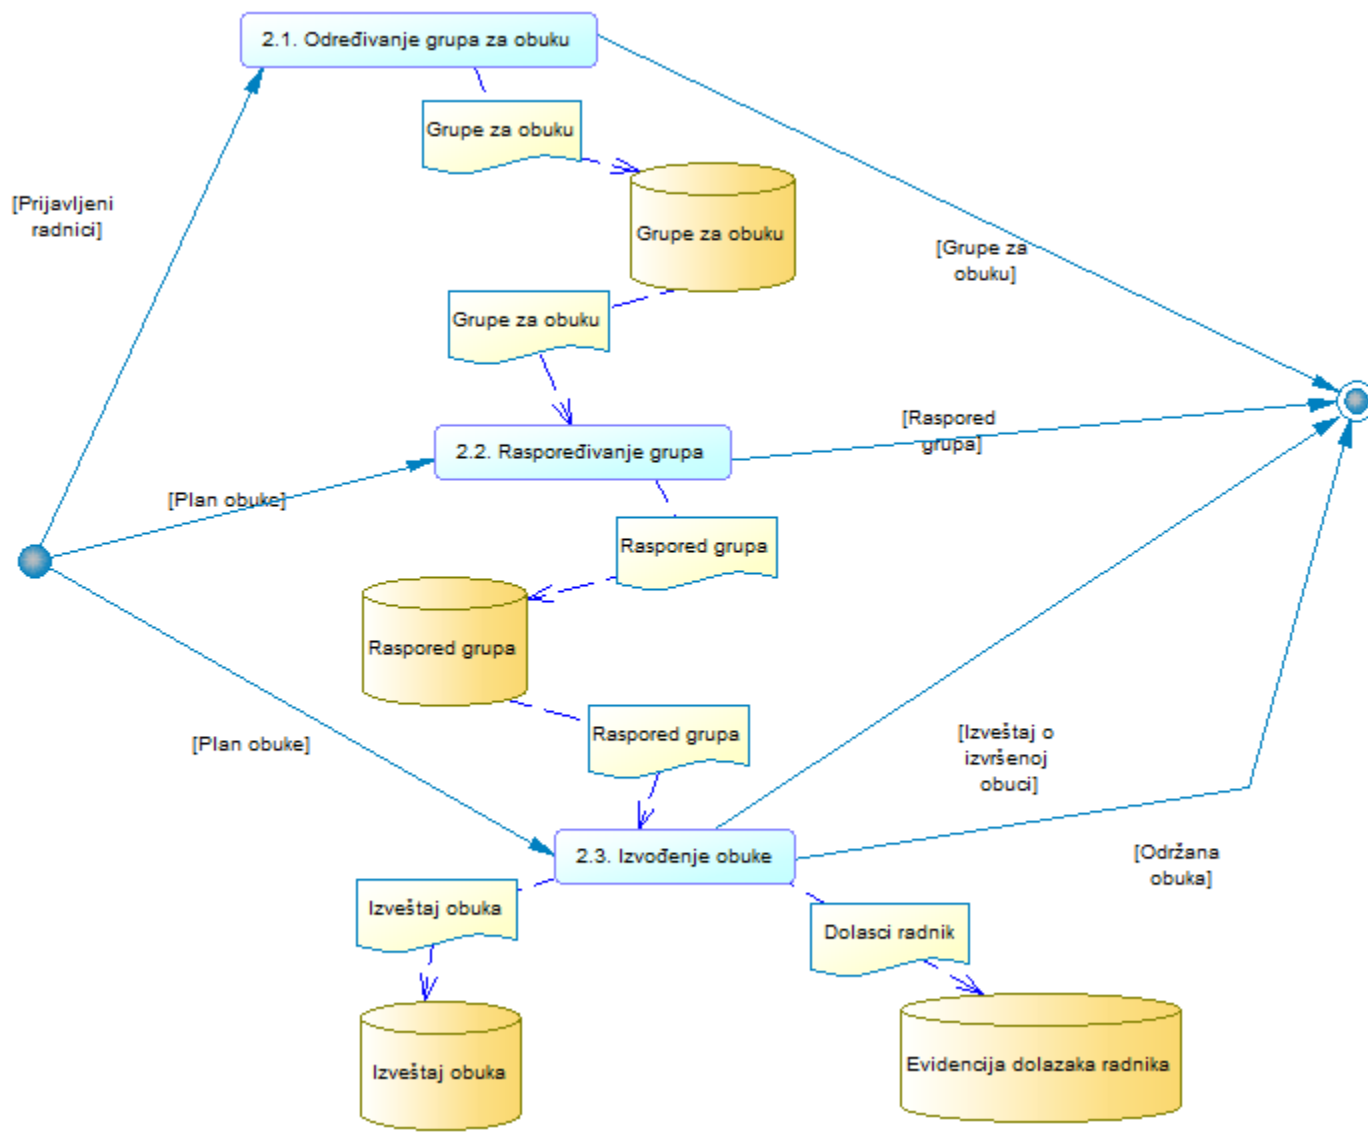 2.1. Određivanje grupa za obuku
Grupe za obuku
[Prijavljeni
radnici]
Grupe za obuku
[Grupe za
obuku]
Grupe za obuku
[Raspored
grupa]
2.2. Raspoređivanje grupa
[Plan obuke]
Raspored grupa
Raspored grupa
Raspored grupa
[Plan obuke]
[Izveštaj o
izvršenoj
obuci]
2.3. Izvođenje obuke
[Održana
obuka]
Izveštaj obuka
Dolasci radnik
Izveštaj obuka
Evidencija dolazaka radnika